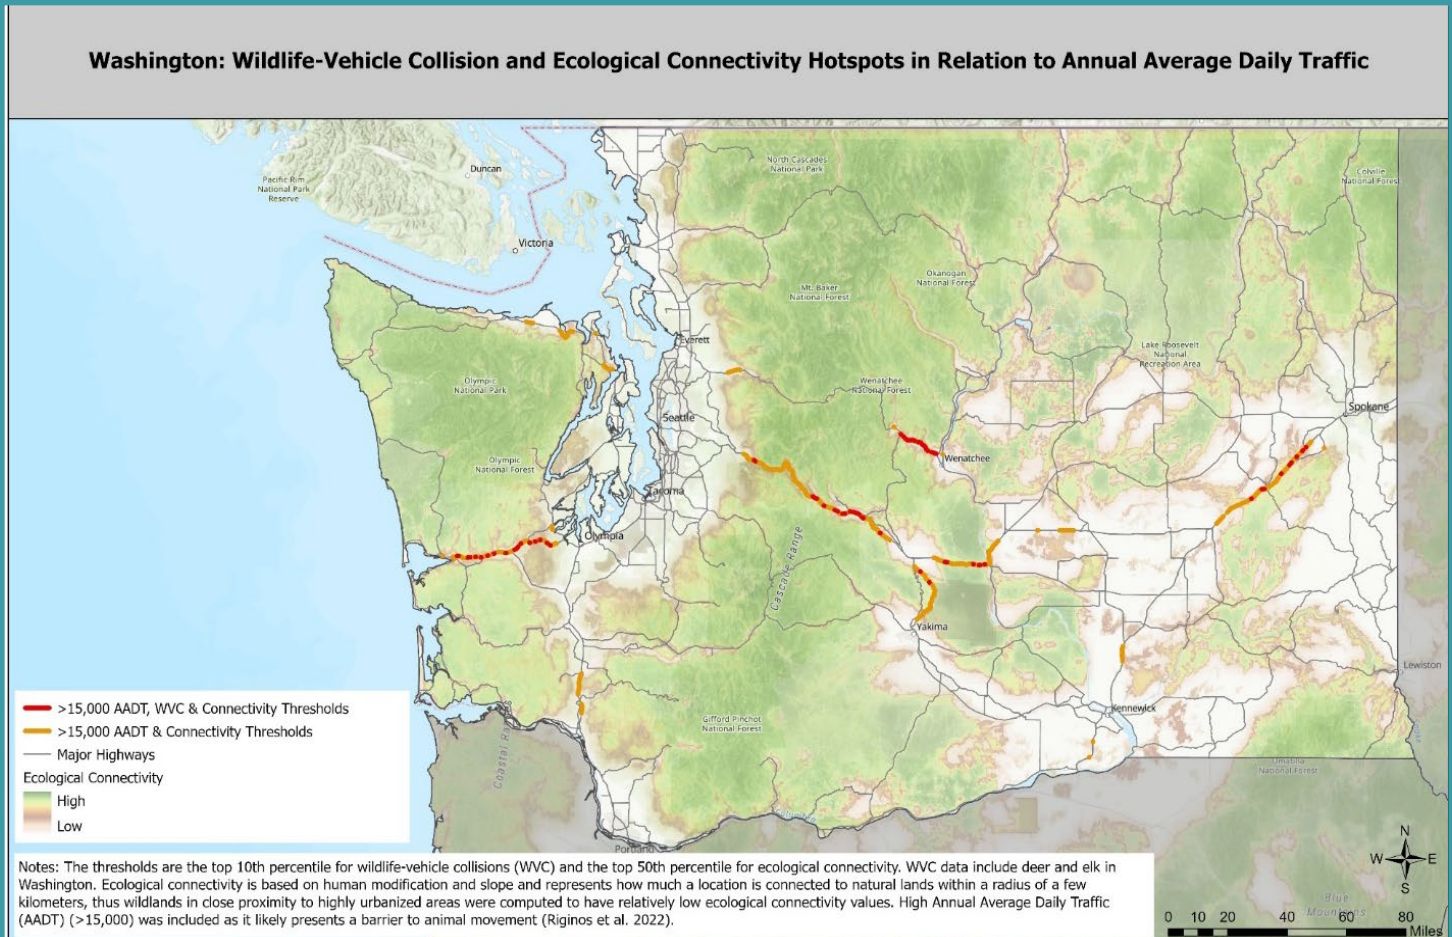 Washington: Wildlife-Vehicle Collision and Ecological Connectivity Hotspots in Relation to Annual Average Daily Traffic
Duncan
Pacific Rim
National Park
Reserve
Victoria
North Cascades
National Park
Colville
National Forest
Okanogan
National Forest
Mt. Baker
National Forest
Everett
Lake Roosevelt
National
Recreation Area
Olympic
National Park
Wenatchee
National Forest
Seattle
Spokane
Olympic
National Forest
Wenatchee
Tacoma
Olympia
Cascade Range
Yakima
Lewiston
Kennewick
Gifford Pinchot
National Forest
Umatilla
National Forest
Portland
Blue
Mountains
>15,000 AADT, WVC & Connectivity Thresholds
>15,000 AADT & Connectivity Thresholds
Major Highways
Ecological Connectivity
High
Low
Notes: The thresholds are the top 10th percentile for wildlife-vehicle collisions (WVC) and the top 50th percentile for ecological connectivity. WVC data include deer and elk in
Washington. Ecological connectivity is based on human modification and slope and represents how much a location is connected to natural lands within a radius of a few
kilometers, thus wildlands in close proximity to highly urbanized areas were computed to have relatively low ecological connectivity values. High Annual Average Daily Traffic
(AADT) (>15,000) was included as it likely presents a barrier to animal movement (Riginos et al. 2022).
N
W E
S
0 10 20 40 60 80
Miles